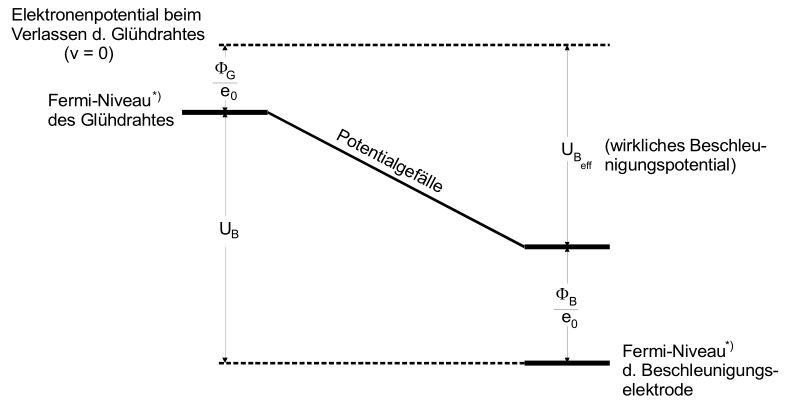 Elektronenpotential beim
Verlassen d. Glühdrahtes
(v = 0)
Φ_G
e_0
Fermi-Niveau*)
des Glühdrahtes
Potentialgefälle
U_B_eff
(wirkliches Beschleu-
nigungspotential)
U_B
Φ_B
e_0
Fermi-Niveau*)
d. Beschleunigungs-
elektrode